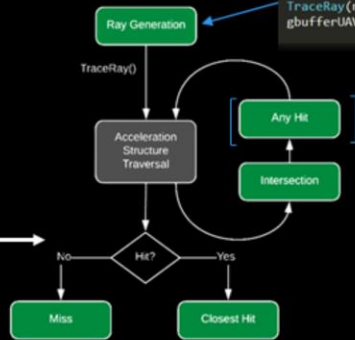 TraceRay(
gbufferUAV
Ray Generation
TraceRay()
Any Hit
Acceleration
Structure
Traversal
Intersection
No
Hit?
Yes
Miss
Closest Hit